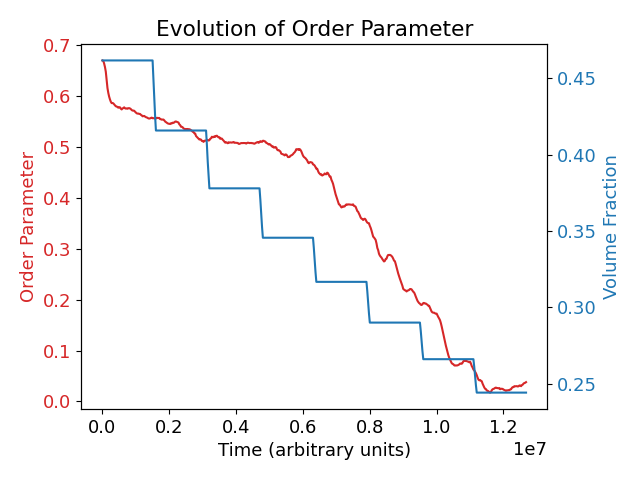 Evolution of Order Parameter
0.7
0.6
0.5
0.4
0.3
0.2
0.1
0.0
Order Parameter
0.45
0.40
0.35
0.30
0.25
Volume Fraction
0.0 0.2 0.4 0.6 0.8 1.0 1.2
1e7
Time (arbitrary units)